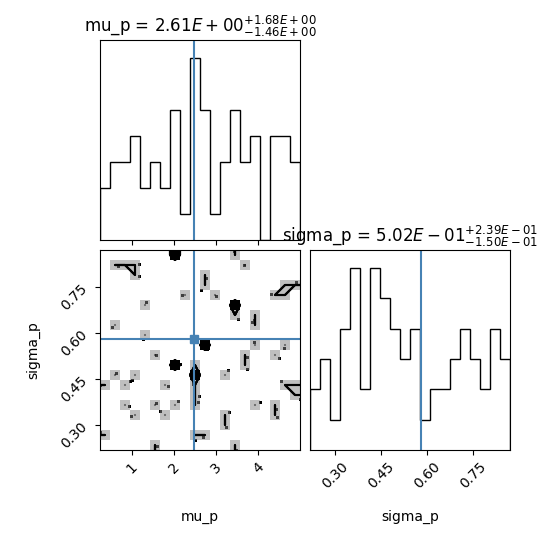 mu_p = 2.61E + 00 +1.68E+00 −1.46E+00
sigma_p = 5.02E − 01 +2.39E−01 −1.50E−01
sigma_p
0.75
0.60
0.45
0.30
1 2 3 4
0.30 0.45 0.60 0.75
mu_p
sigma_p